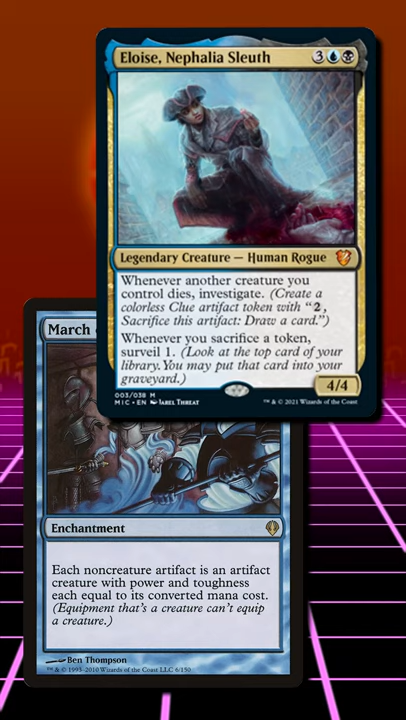 Eloise, Nephalia Sleuth 3
Legendary Creature — Human Rogue
Whenever another creature you
control dies, investigate. (Create a
colorless Clue artifact token with “2,
Sacrifice this artifact: Draw a card.”)
Whenever you sacrifice a token,
surveil 1. (Look at the top card of your
library. You may put that card into your
graveyard.)
4/4
003/038 M
MIC • EN JAREL THREAT
™ & © 2021 Wizards of the Coast
March
Enchantment
Each noncreature artifact is an artifact
creature with power and toughness
each equal to its converted mana cost.
(Equipment that’s a creature can’t equip
a creature.)
Ben Thompson
™ & © 1993–2010 Wizards of the Coast LLC 6/150